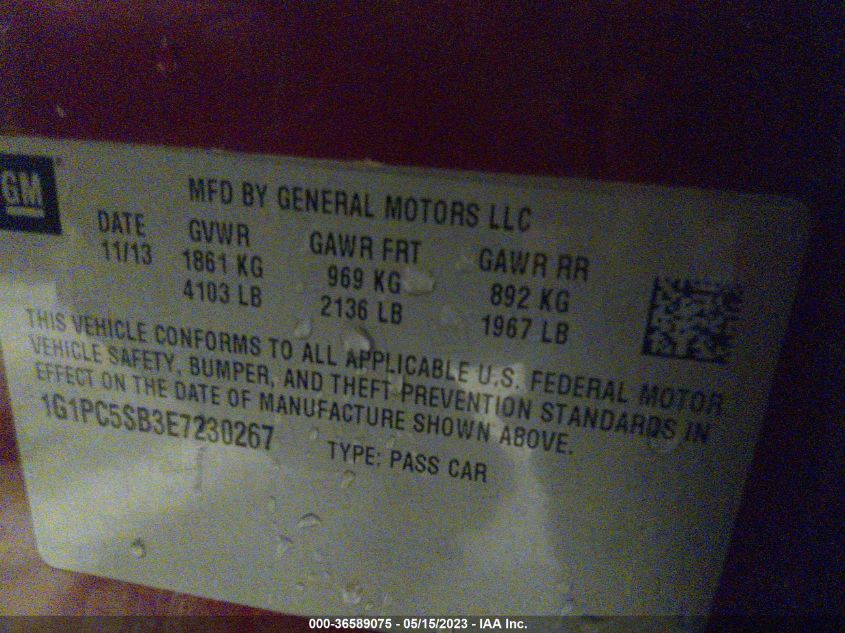 GM
MFD BY GENERAL MOTORS LLC
DATE GVWR GAWR FRT GAWR RR
11/13 1861 KG 969 KG 892 KG
4103 LB 2136 LB 1967 LB
THIS VEHICLE CONFORMS TO ALL APPLICABLE U.S. FEDERAL MOTOR
VEHICLE SAFETY, BUMPER, AND THEFT PREVENTION STANDARDS IN
EFFECT ON THE DATE OF MANUFACTURE SHOWN ABOVE.
1G1PC5SB3E7230267 TYPE: PASS CAR
000-36589075 - 05/15/2023 - IAA Inc.